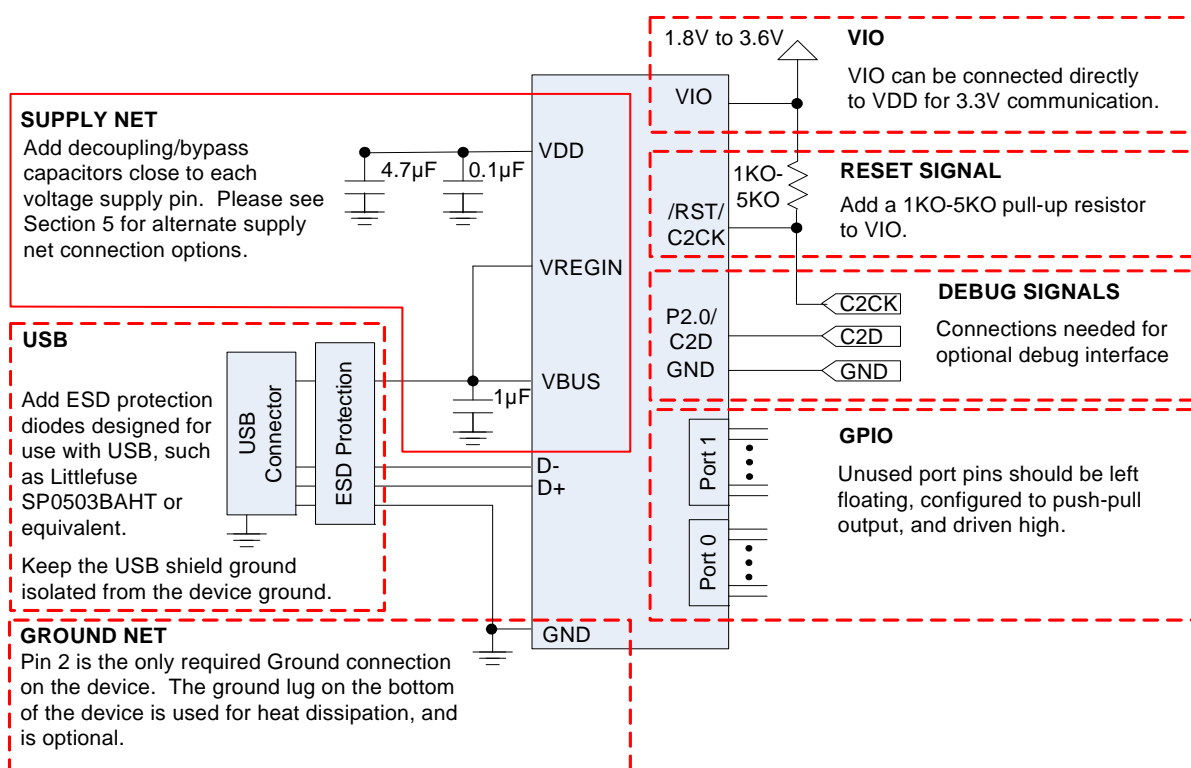 SUPPLY NET
Add decoupling/bypass
capacitors close to each
voltage supply pin. Please see
Section 5 for alternate supply
net connection options.
4.7µF
0.1µF
VDD
VREGIN
VBUS
1µF
USB
Add ESD protection
diodes designed for
use with USB, such
as Littlefuse
SP0503BAHT or
equivalent.
Keep the USB shield ground
isolated from the device ground.
USB
Connector
ESD Protection
D-
D+
GROUND NET
Pin 2 is the only required Ground connection
on the device. The ground lug on the bottom
of the device is used for heat dissipation, and
is optional.
GND
1.8V to 3.6V
VIO
VIO
VIO can be connected directly
to VDD for 3.3V communication.
1KO-
5KO
/RST/
C2CK
RESET SIGNAL
Add a 1KO-5KO pull-up resistor
to VIO.
P2.0/
C2D
GND
C2CK
C2D
GND
DEBUG SIGNALS
Connections needed for
optional debug interface
Port 1
Port 0
GPIO
Unused port pins should be left
floating, configured to push-pull
output, and driven high.